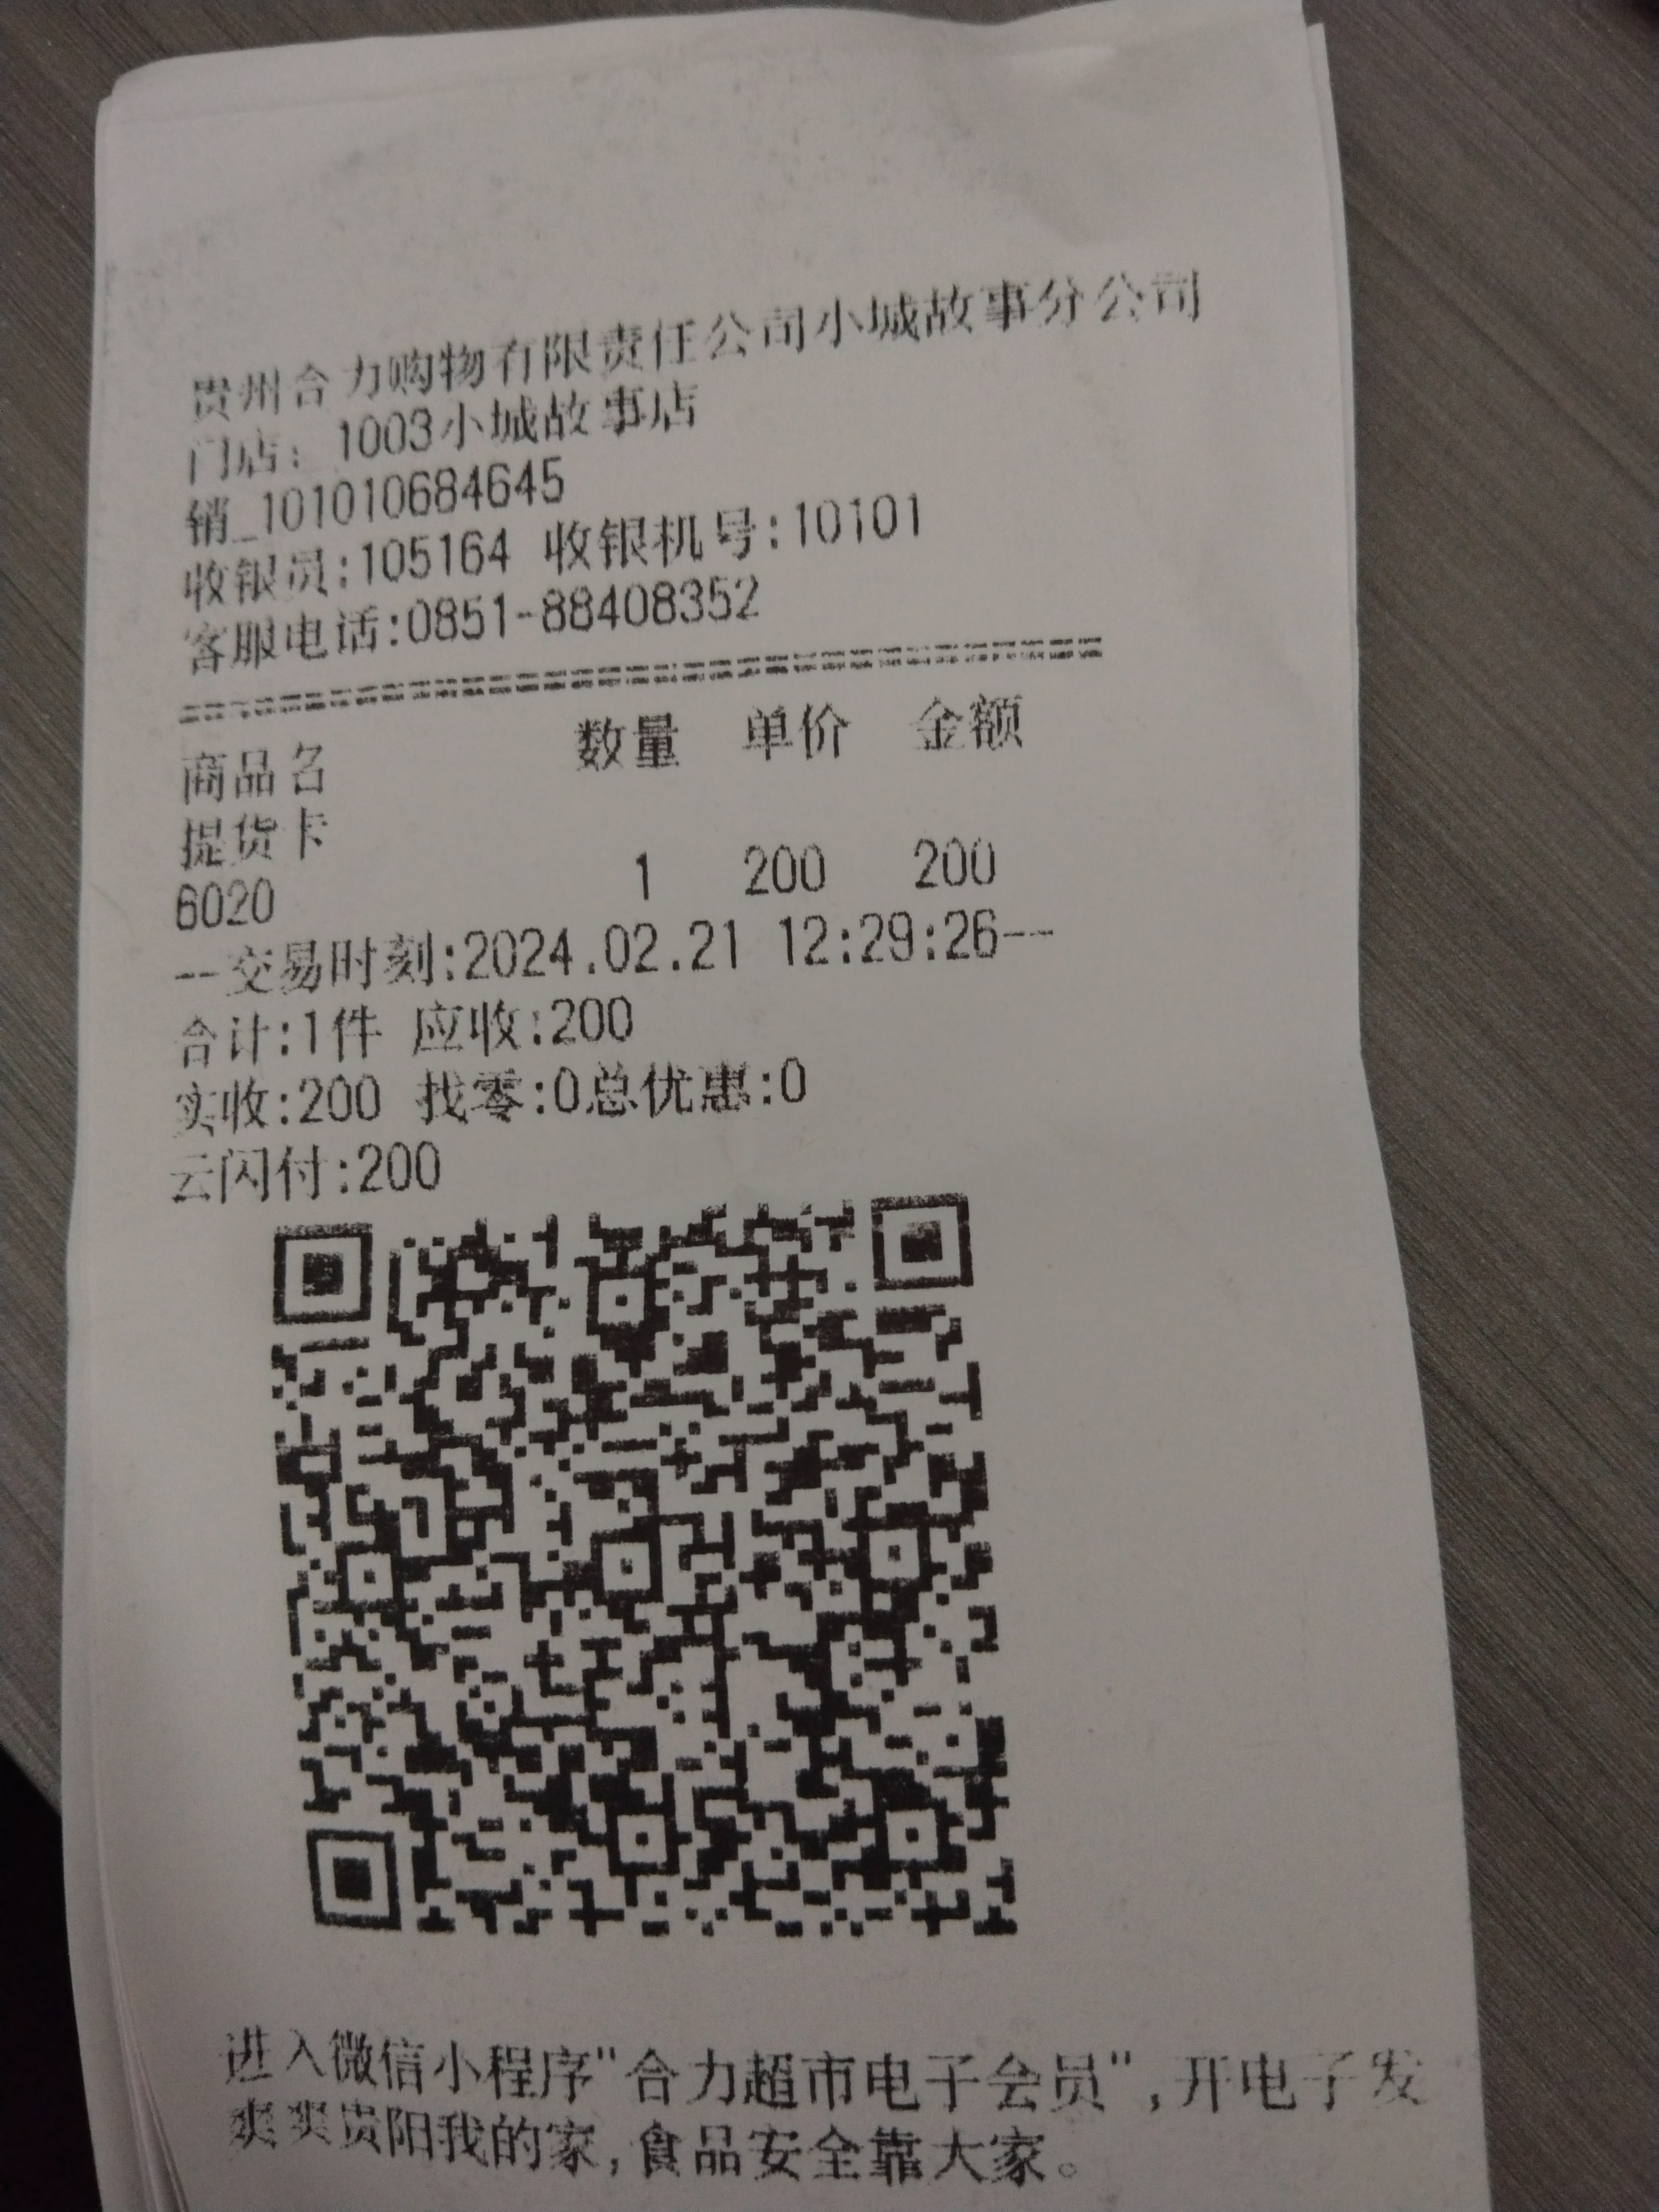 贵州合力购物有限责任公司小城故事分公司
门店: 1003小城故事店
销_101010684645
收银员:105164 收银机号:10101
客服电话:0851-88408352
商品名 数量 单价 金额
提货卡
6020 1 200 200
--交易时刻:2024.02.21 12:29:26--
合计:1件 应收:200
实收:200 找零:0总优惠:0
云闪付:200
进入微信小程序"合力超市电子会员",开电子发
爽爽贵阳我的家,食品安全靠大家。